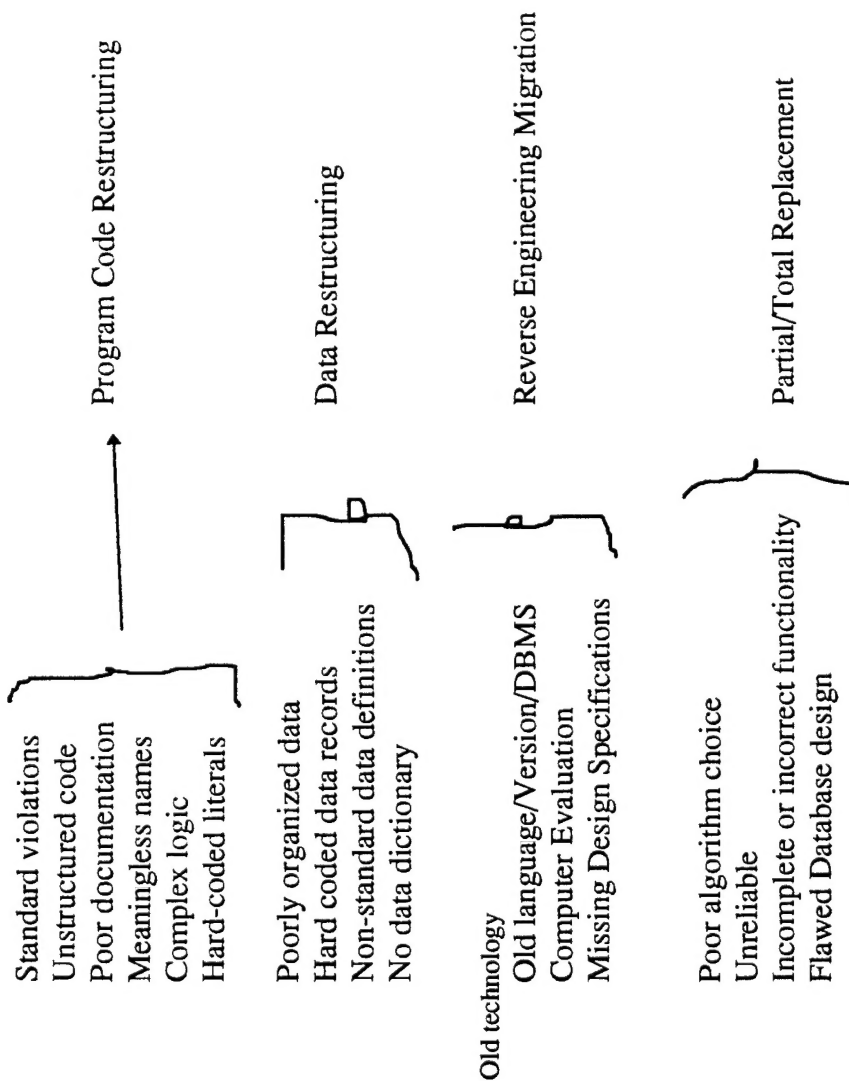 Standard violations
Unstructured code
Poor documentation
Meaningless names
Complex logic
Hard-coded literals
Program Code Restructuring
Poorly organized data
Hard coded data records
Non-standard data definitions
No data dictionary
Data Restructuring
Old technology
Old language/Version/DBMS
Computer Evaluation
Missing Design Specifications
Reverse Engineering Migration
Poor algorithm choice
Unreliable
Incomplete or incorrect functionality
Flawed Database design
Partial/Total Replacement